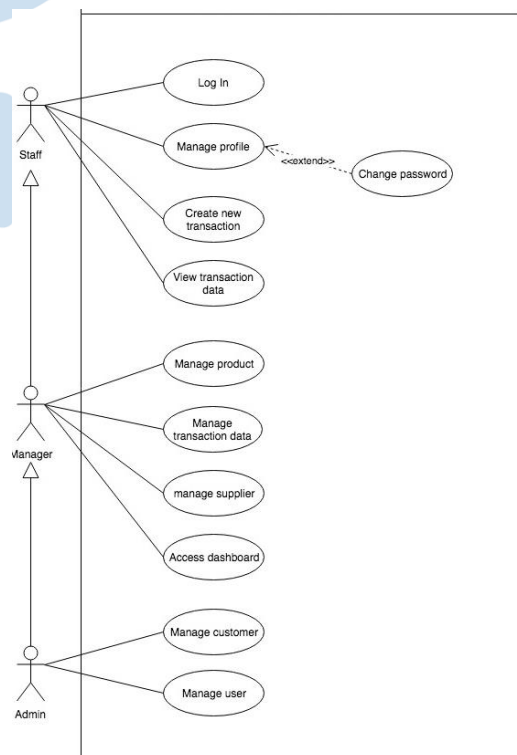 Log In
Staff
Manage profile
<<extend>>
Change password
Create new
transaction
View transaction
data
Manage product
Manage
transaction data
Manager
manage supplier
Access dashboard
Manage customer
Manage user
Admin